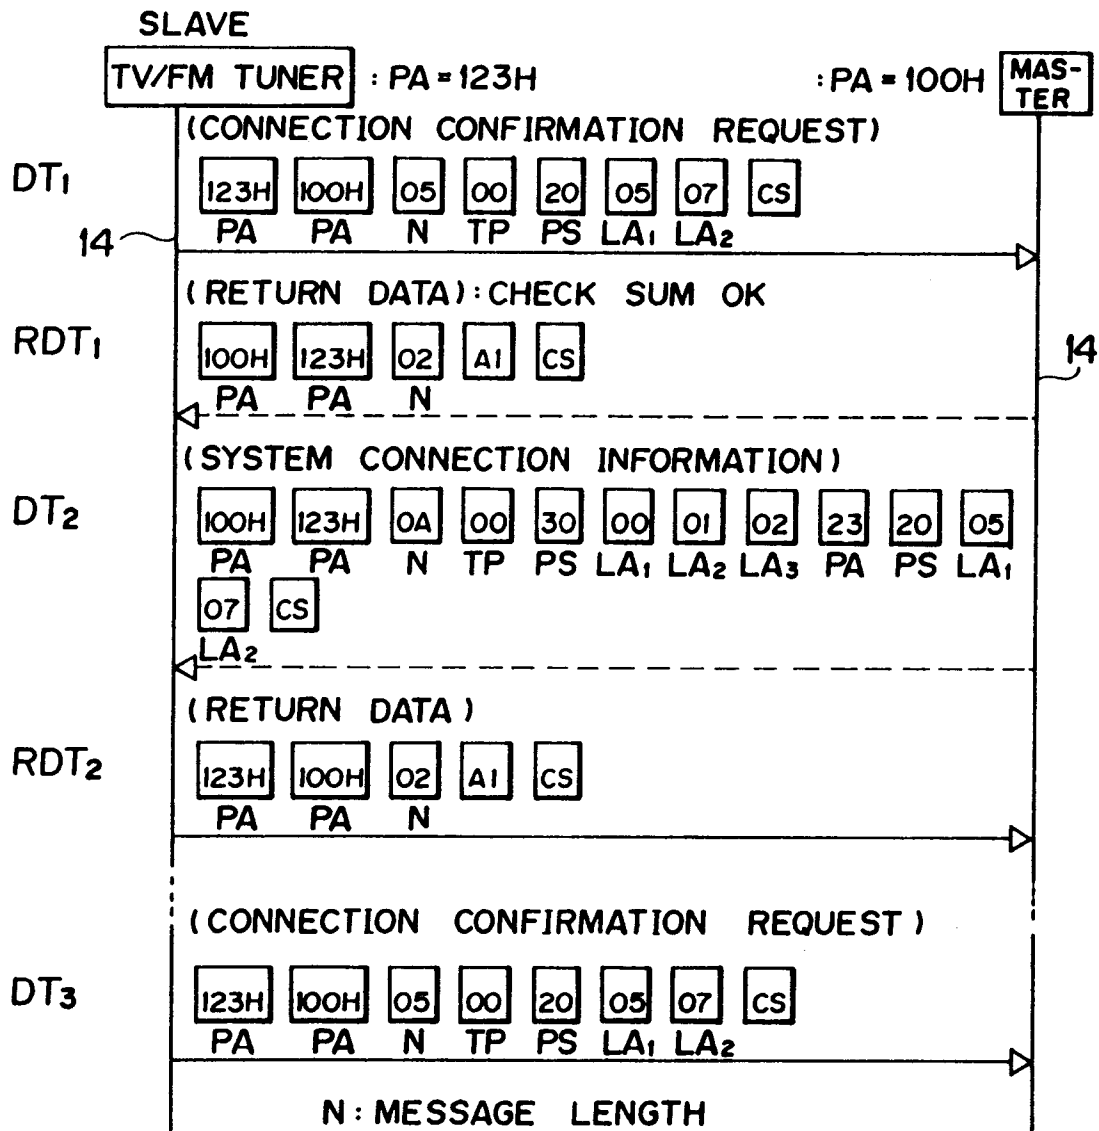 SLAVE
TV/FM TUNER : PA=123H :PA=100H MAS-
TER
(CONNECTION CONFIRMATION REQUEST)
DT1 123H 100H 05 00 20 05 07 CS
PA PA N TP PS LA1 LA2
14
(RETURN DATA):CHECK SUM OK
RDT1 100H 123H 02 A1 CS
14
PA PA N
(SYSTEM CONNECTION INFORMATION)
DT2 100H 123H 0A 00 30 00 01 02 23 20 05
PA PA N TP PS LA1 LA2 LA3 PA PS LA1
07 CS
LA2
(RETURN DATA)
RDT2 123H 100H 02 A1 CS
PA PA N
(CONNECTION CONFIRMATION REQUEST)
DT3 123H 100H 05 00 20 05 07 CS
PA PA N TP PS LA1 LA2
N: MESSAGE LENGTH